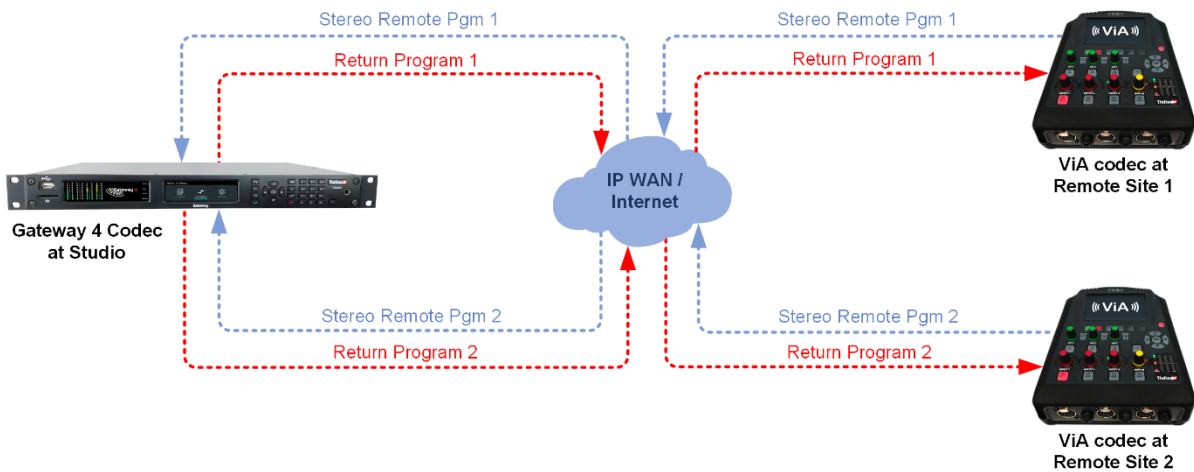 Stereo Remote Pgm 1
Return Program 1
Stereo Remote Pgm 1
Return Program 1
((ViA))
ViA codec at
Remote Site 1
IP WAN /
Internet
Gateway 4 Codec
at Studio
Stereo Remote Pgm 2
Return Program 2
Stereo Remote Pgm 2
Return Program 2
((ViA))
ViA codec at
Remote Site 2